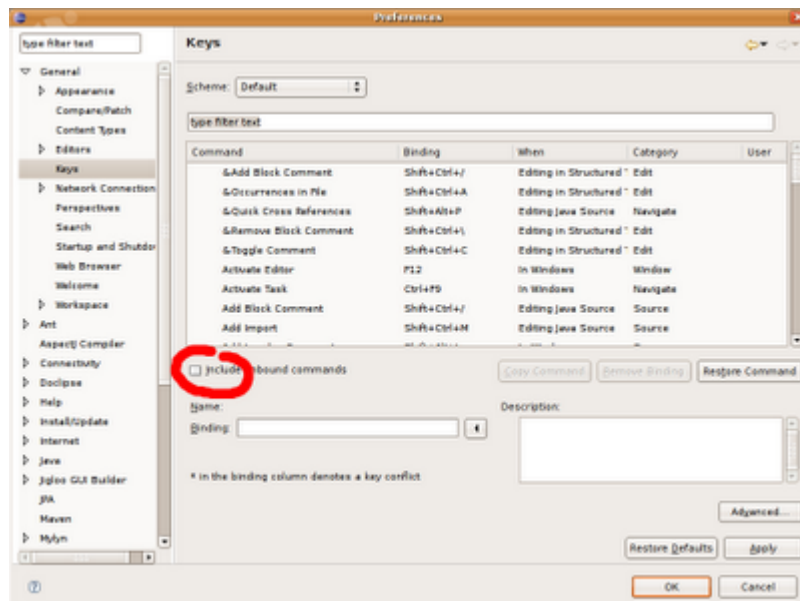 Preferences
type filter text
General
Appearance
Compare/Patch
Content Types
Editors
Keys
Network Connection
Perspectives
Search
Startup and Shutdo
Web Browser
Welcome
Workspace
Ant
AspectJ Compiler
Connectivity
Doclipse
Help
Install/Update
Internet
Java
Jigloo GUI Builder
JPA
Maven
Mylyn
Keys
Scheme: Default
type filter text
Command Binding When Category User
&Add Block Comment Shift+Ctrl+/ Editing in Structured Edit
&Occurrences in File Shift+Ctrl+A Editing in Structured Edit
&Quick Cross References Shift+Alt+P Editing Java Source Navigate
&Remove Block Comment Shift+Ctrl+\ Editing in Structured Edit
&Toggle Comment Shift+Ctrl+C Editing in Structured Edit
Activate Editor F12 In Windows Window
Activate Task Ctrl+F9 In Windows Navigate
Add Block Comment Shift+Ctrl+/ Editing Java Source Source
Add Import Shift+Ctrl+M Editing Java Source Source
Include unbound commands Copy Command Remove Binding Restore Command
Name: Description:
Binding:
* in the binding column denotes a key conflict
Advanced...
Restore Defaults Apply
OK Cancel